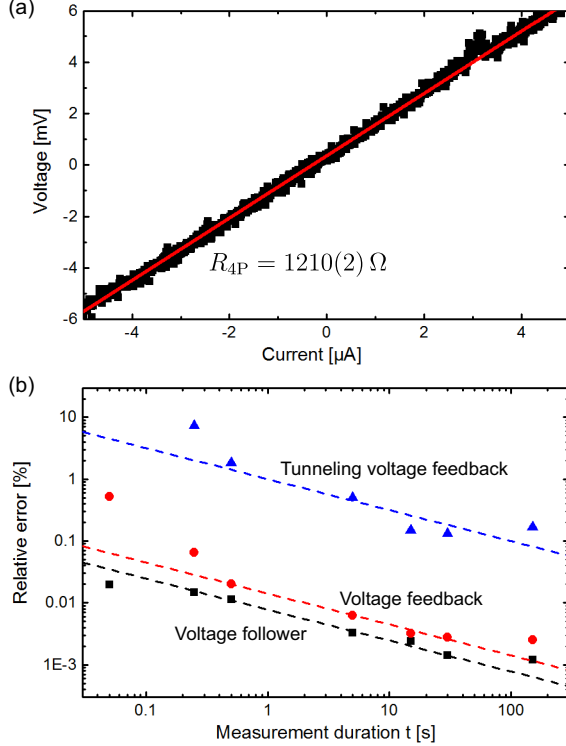 (a)
6
4
2
0
-2
-4
-6
Voltage [mV]
R4P = 1210(2) Ω
-4 -2 0 2 4
Current [µA]
(b)
10
1
0.1
0.01
1E-3
Relative error [%]
Tunneling voltage feedback
Voltage feedback
Voltage follower
0.1 1 10 100
Measurement duration t [s]